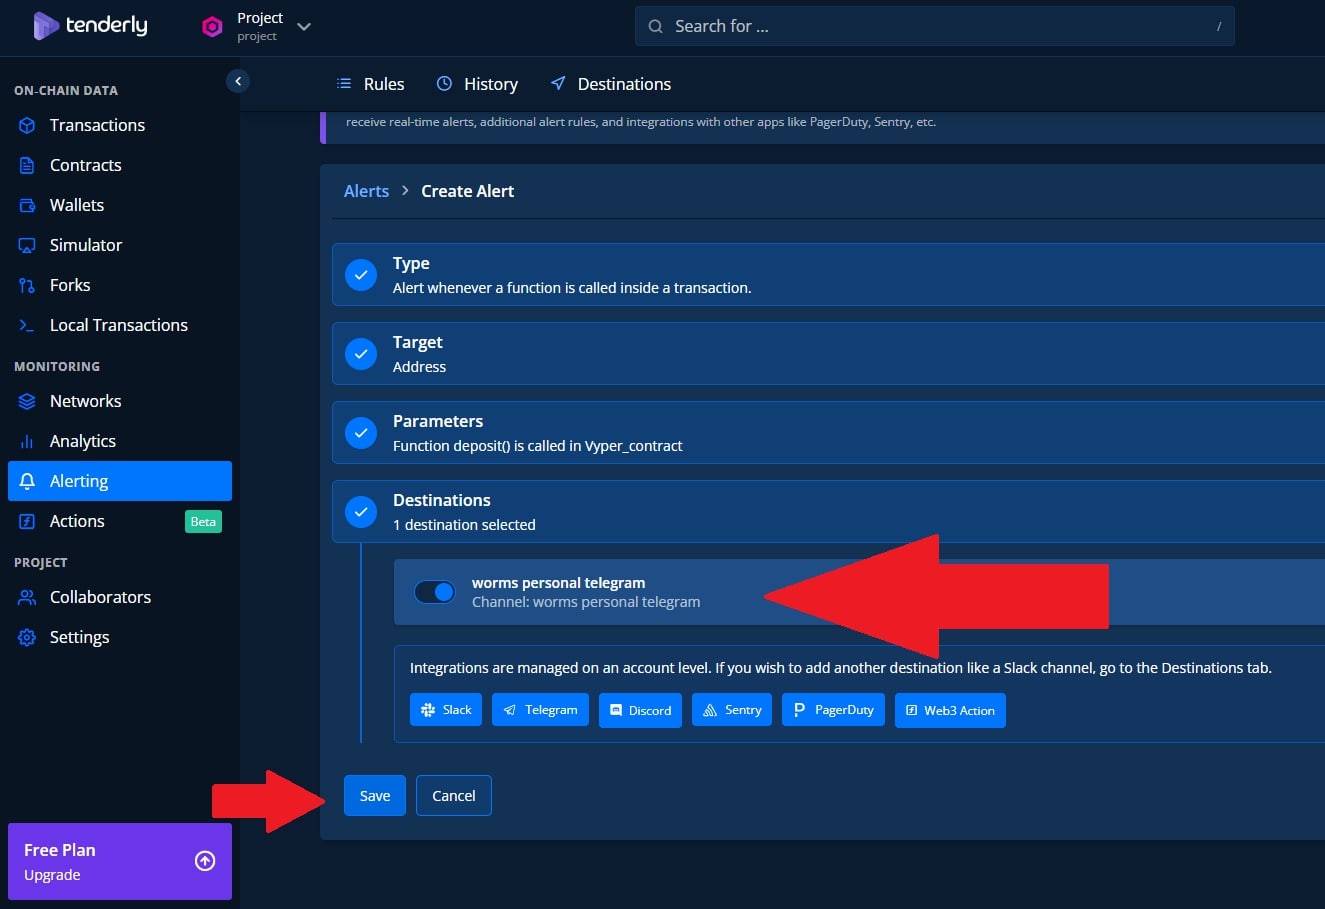 tenderly
Project
project
Search for ...
/
ON-CHAIN DATA
Transactions
Contracts
Wallets
Simulator
Forks
Local Transactions
MONITORING
Networks
Analytics
Alerting
Actions
Beta
PROJECT
Collaborators
Settings
Free Plan
Upgrade
Rules
History
Destinations
receive real-time alerts, additional alert rules, and integrations with other apps like PagerDuty, Sentry, etc.
Alerts > Create Alert
Type
Alert whenever a function is called inside a transaction.
Target
Address
Parameters
Function deposit() is called in Vyper_contract
Destinations
1 destination selected
worms personal telegram
Channel: worms personal telegram
Integrations are managed on an account level. If you wish to add another destination like a Slack channel, go to the Destinations tab.
Slack
Telegram
Discord
Sentry
PagerDuty
Web3 Action
Save
Cancel